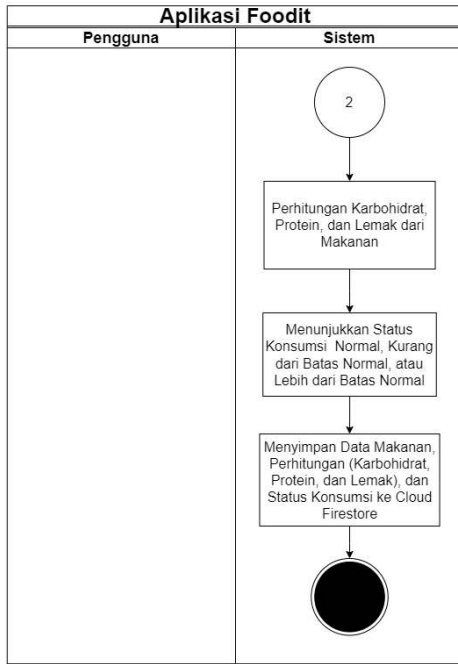 Aplikasi Foodit
Pengguna
Sistem
2
Perhitungan Karbohidrat,
Protein, dan Lemak dari
Makanan
Menunjukkan Status
Konsumsi Normal, Kurang
dari Batas Normal, atau
Lebih dari Batas Normal
Menyimpan Data Makanan,
Perhitungan (Karbohidrat,
Protein, dan Lemak), dan
Status Konsumsi ke Cloud
Firestore